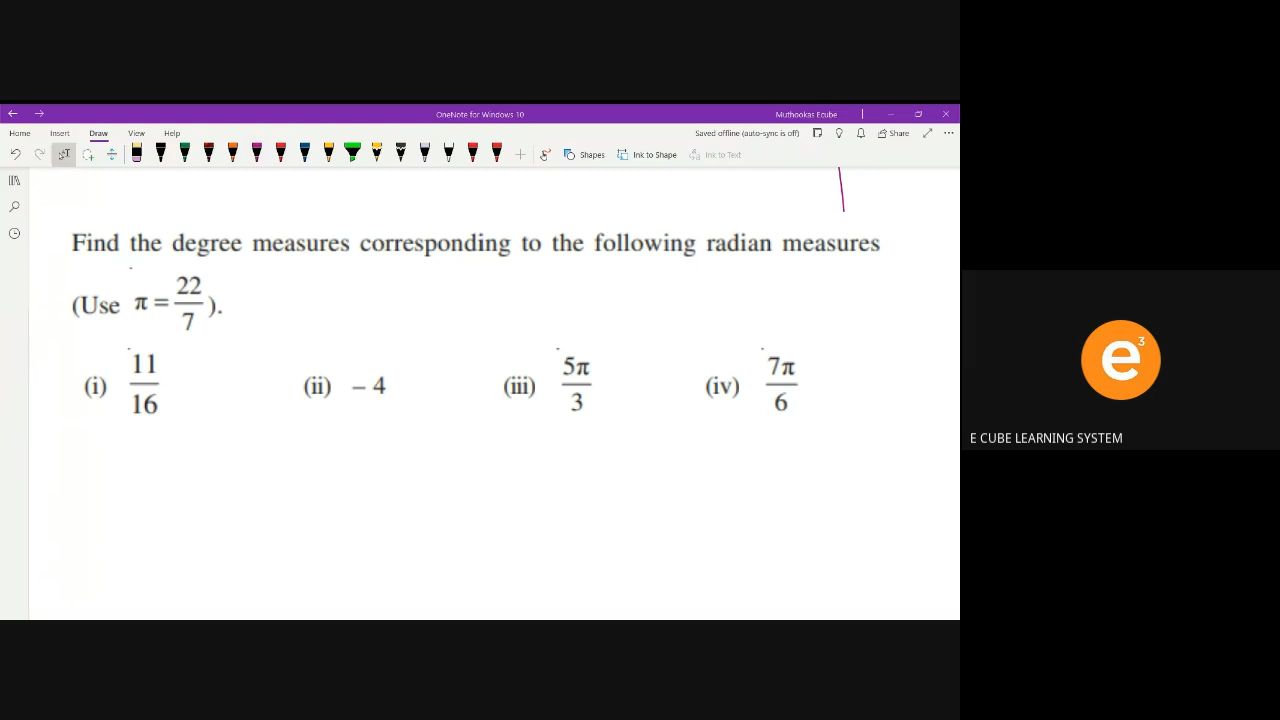 OneNote for Windows 10
Muthookas Ecube
Home Insert Draw View Help
Saved offline (auto-sync is off) Share
Shapes Ink to Shape Ink to Text
Find the degree measures corresponding to the following radian measures
(Use π = 22/7 ).
(i) 11/16 (ii) – 4 (iii) 5π/3 (iv) 7π/6
e3
E CUBE LEARNING SYSTEM